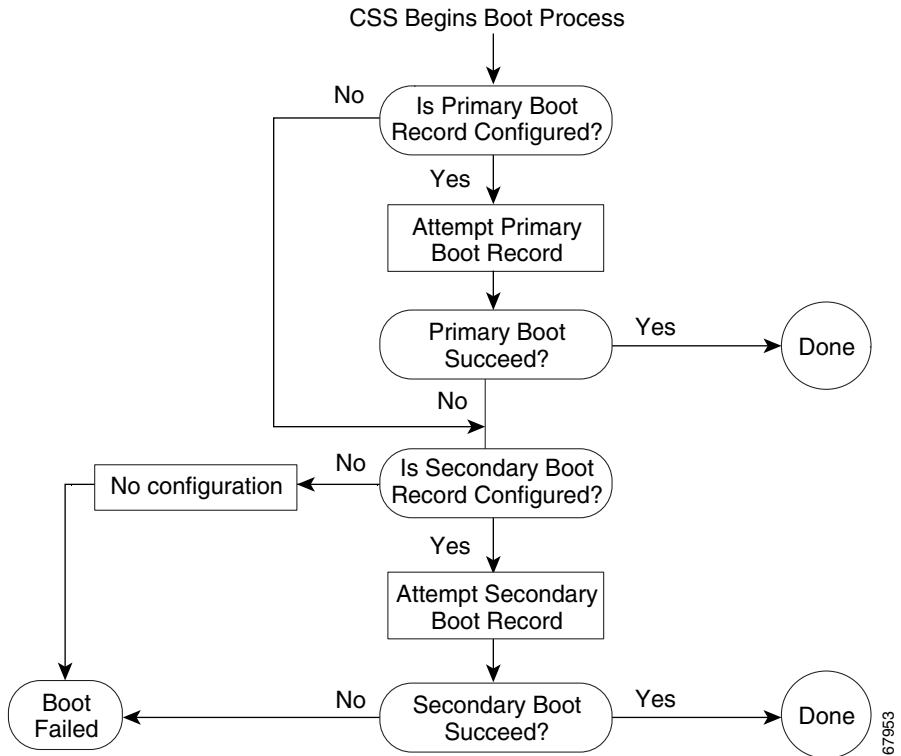 CSS Begins Boot Process
No
Is Primary Boot
Record Configured?
Yes
Attempt Primary
Boot Record
Primary Boot
Succeed?
Yes
Done
No
No configuration
No
Is Secondary Boot
Record Configured?
Yes
Attempt Secondary
Boot Record
Boot
Failed
No
Secondary Boot
Succeed?
Yes
Done
67953